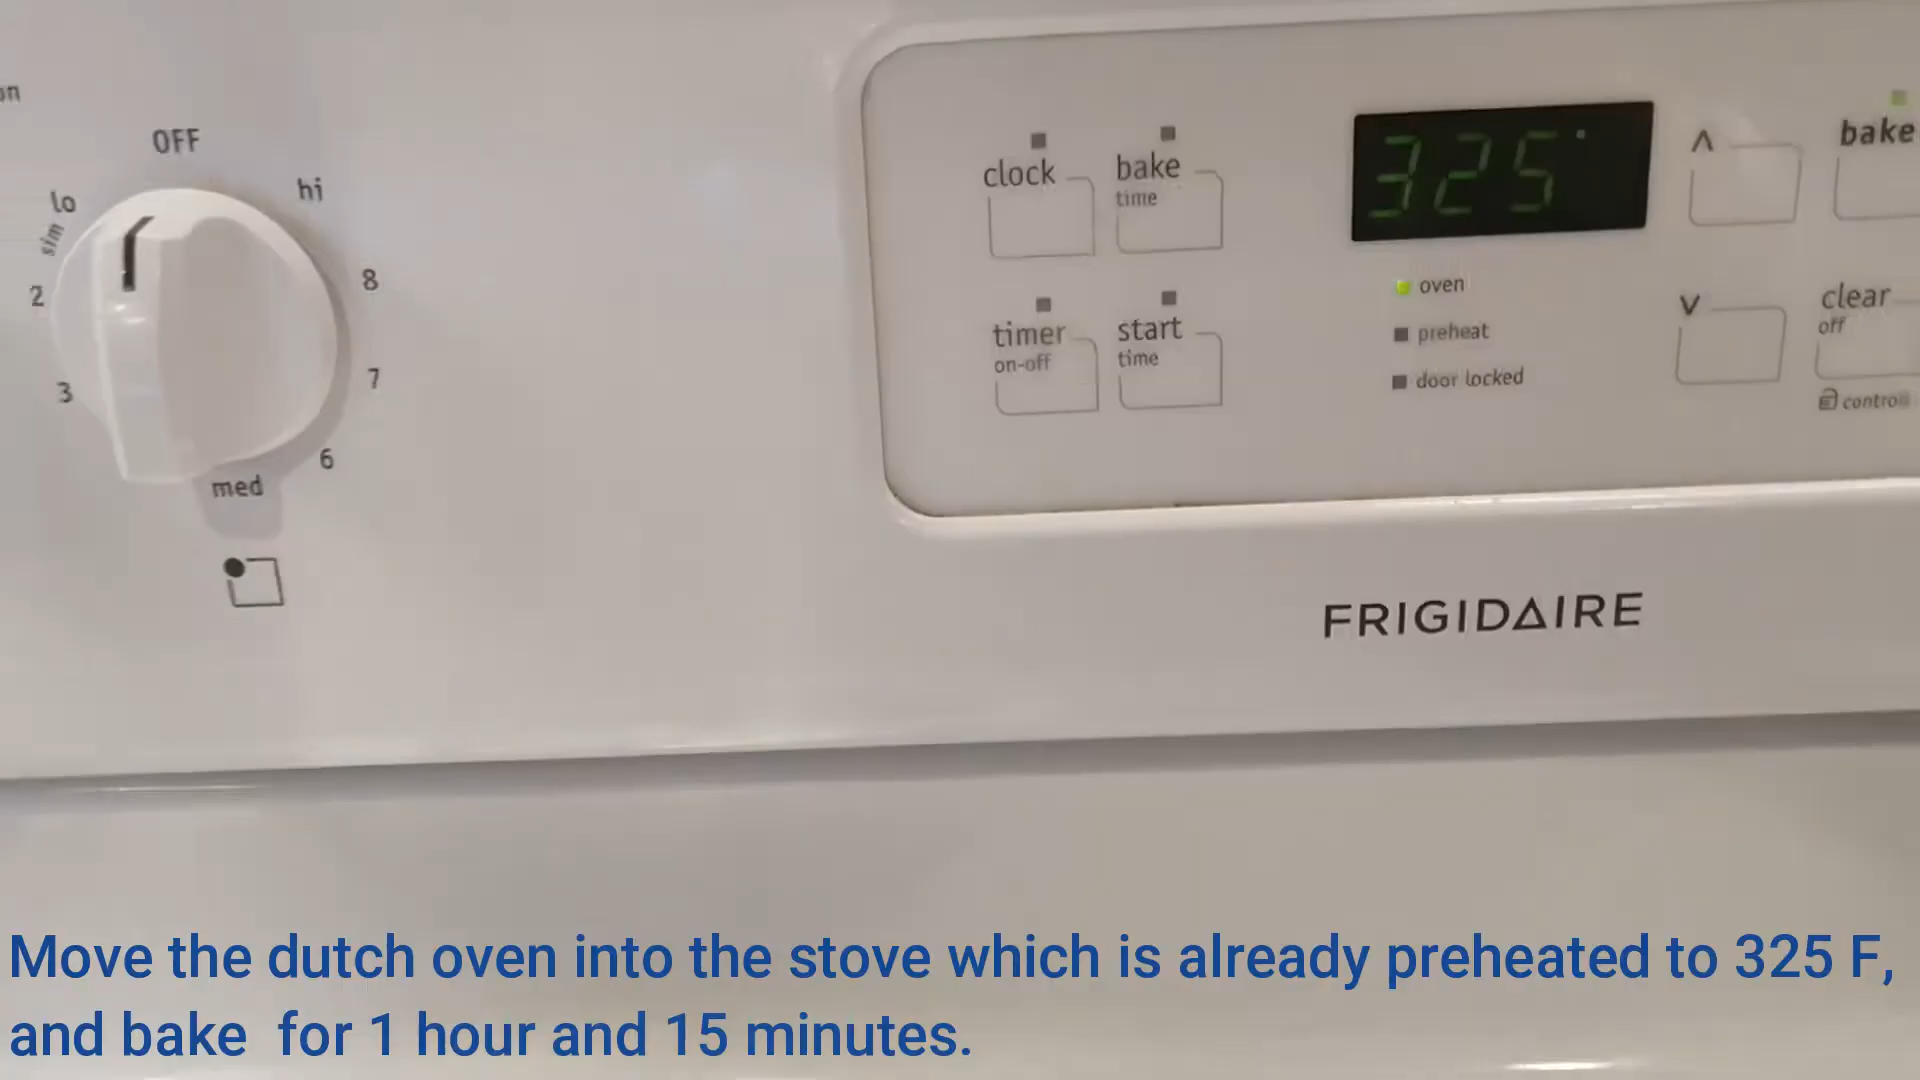 OFF
lo
hi
sim
2
8
3
7
6
med
clock
bake
time
325°
bake
oven
timer
on-off
start
time
preheat
door locked
clear
off
FRIGIDAIRE
Move the dutch oven into the stove which is already preheated to 325 F,
and bake for 1 hour and 15 minutes.